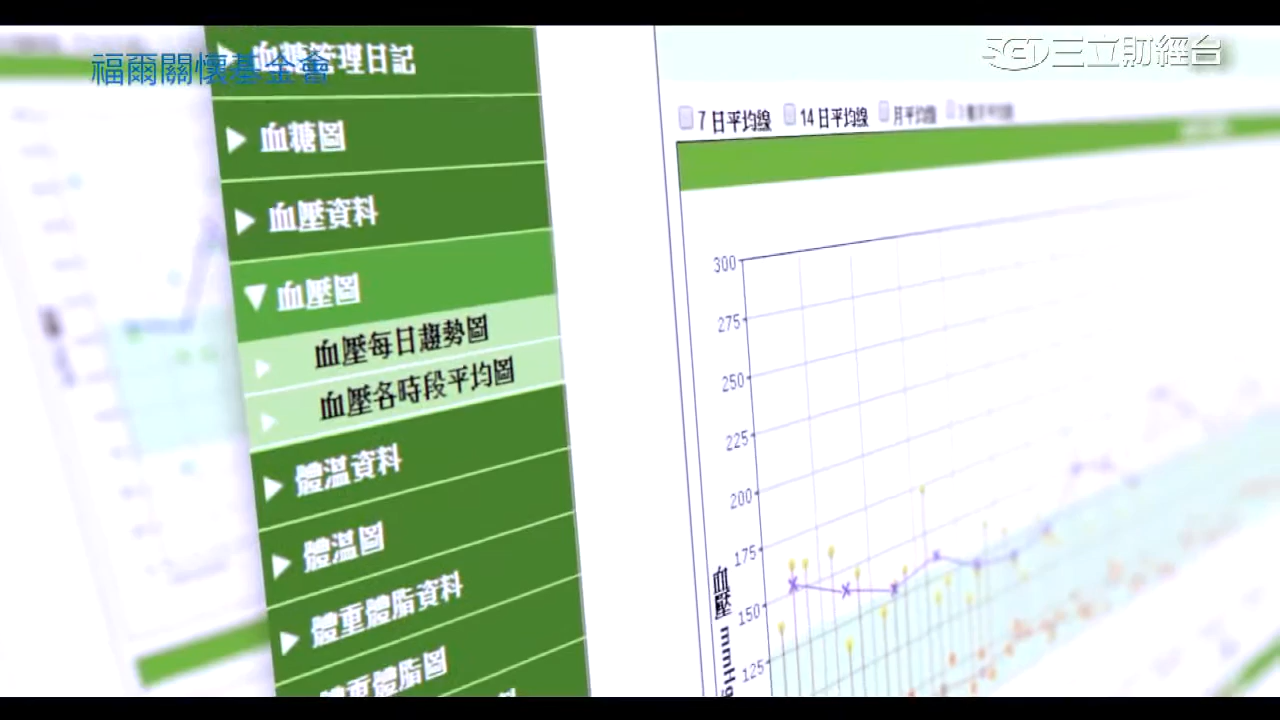 福爾關懷基金會
SET三立財經台
血糖管理日記
血糖圖
血壓資料
血壓圖
血壓每日趨勢圖
血壓各時段平均圖
體溫資料
體溫圖
體重體脂資料
體重體脂圖
7 日平均線
14 日平均線
月平均線
300
275
250
225
200
175
150
125
血壓 mmHg